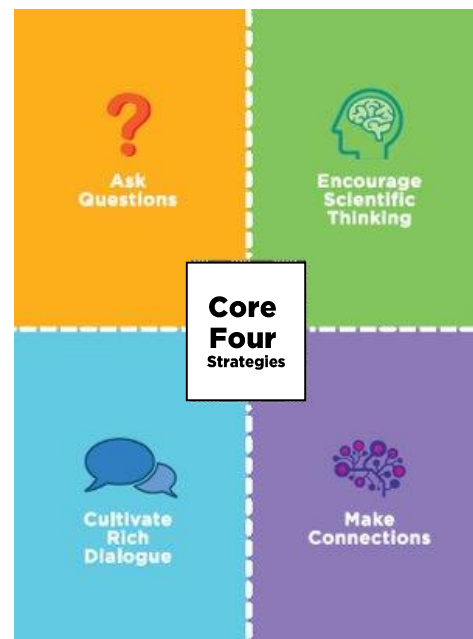 Ask
Questions
Encourage
Scientific
Thinking
Core
Four
Strategies
Cultivate
Rich
Dialogue
Make
Connections